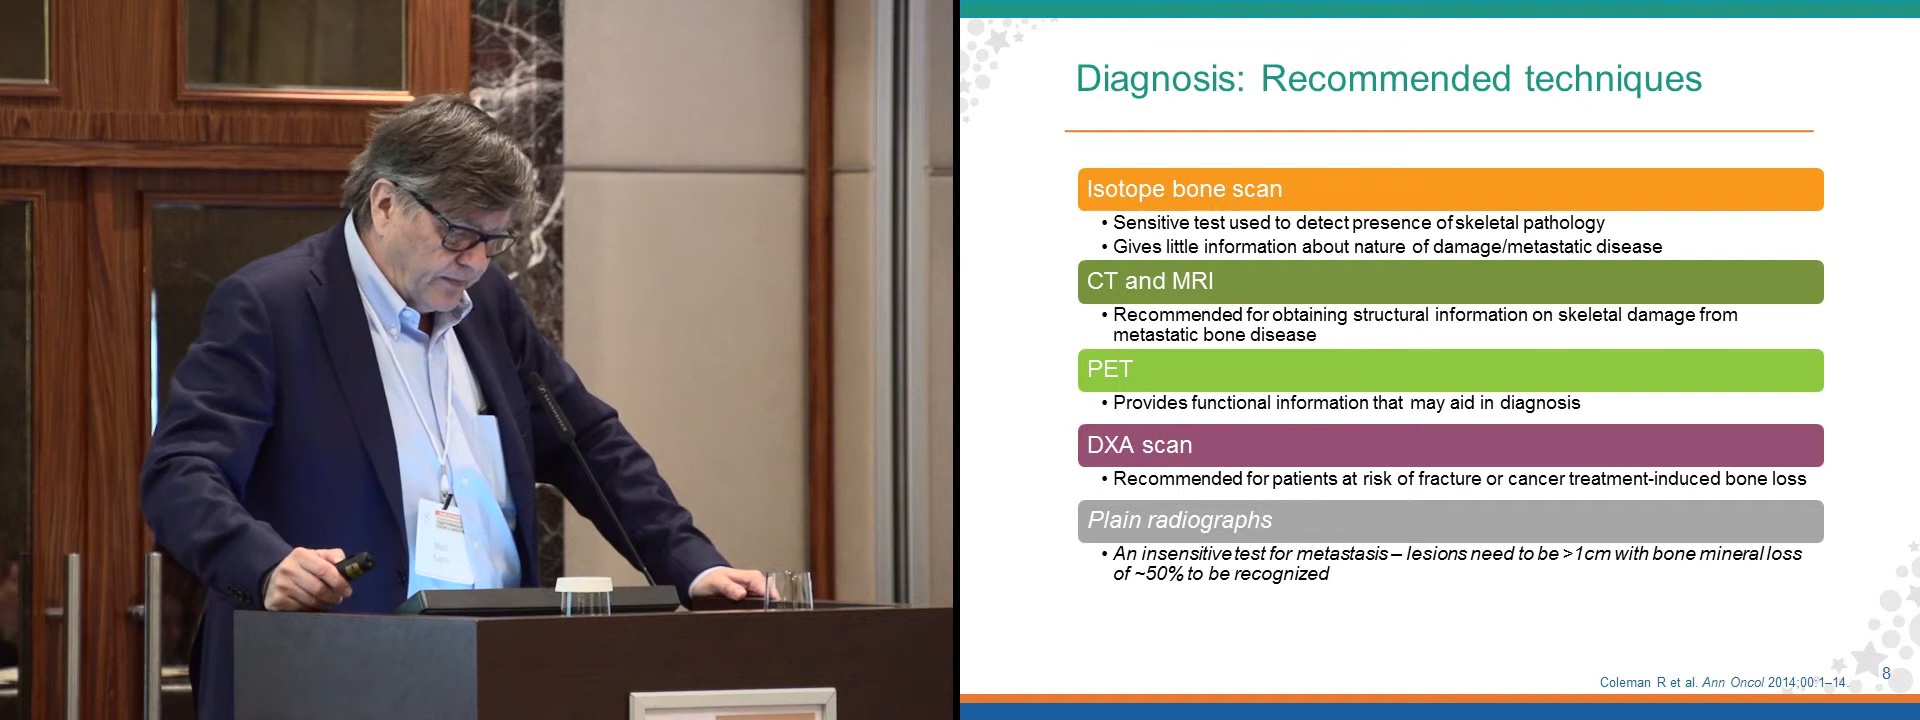 Diagnosis: Recommended techniques
Isotope bone scan
• Sensitive test used to detect presence of skeletal pathology
• Gives little information about nature of damage/metastatic disease
CT and MRI
• Recommended for obtaining structural information on skeletal damage from
metastatic bone disease
PET
• Provides functional information that may aid in diagnosis
DXA scan
• Recommended for patients at risk of fracture or cancer treatment-induced bone loss
Plain radiographs
• An insensitive test for metastasis – lesions need to be >1cm with bone mineral loss
of ~50% to be recognized
8
Coleman R et al. Ann Oncol 2014;00:1–14.